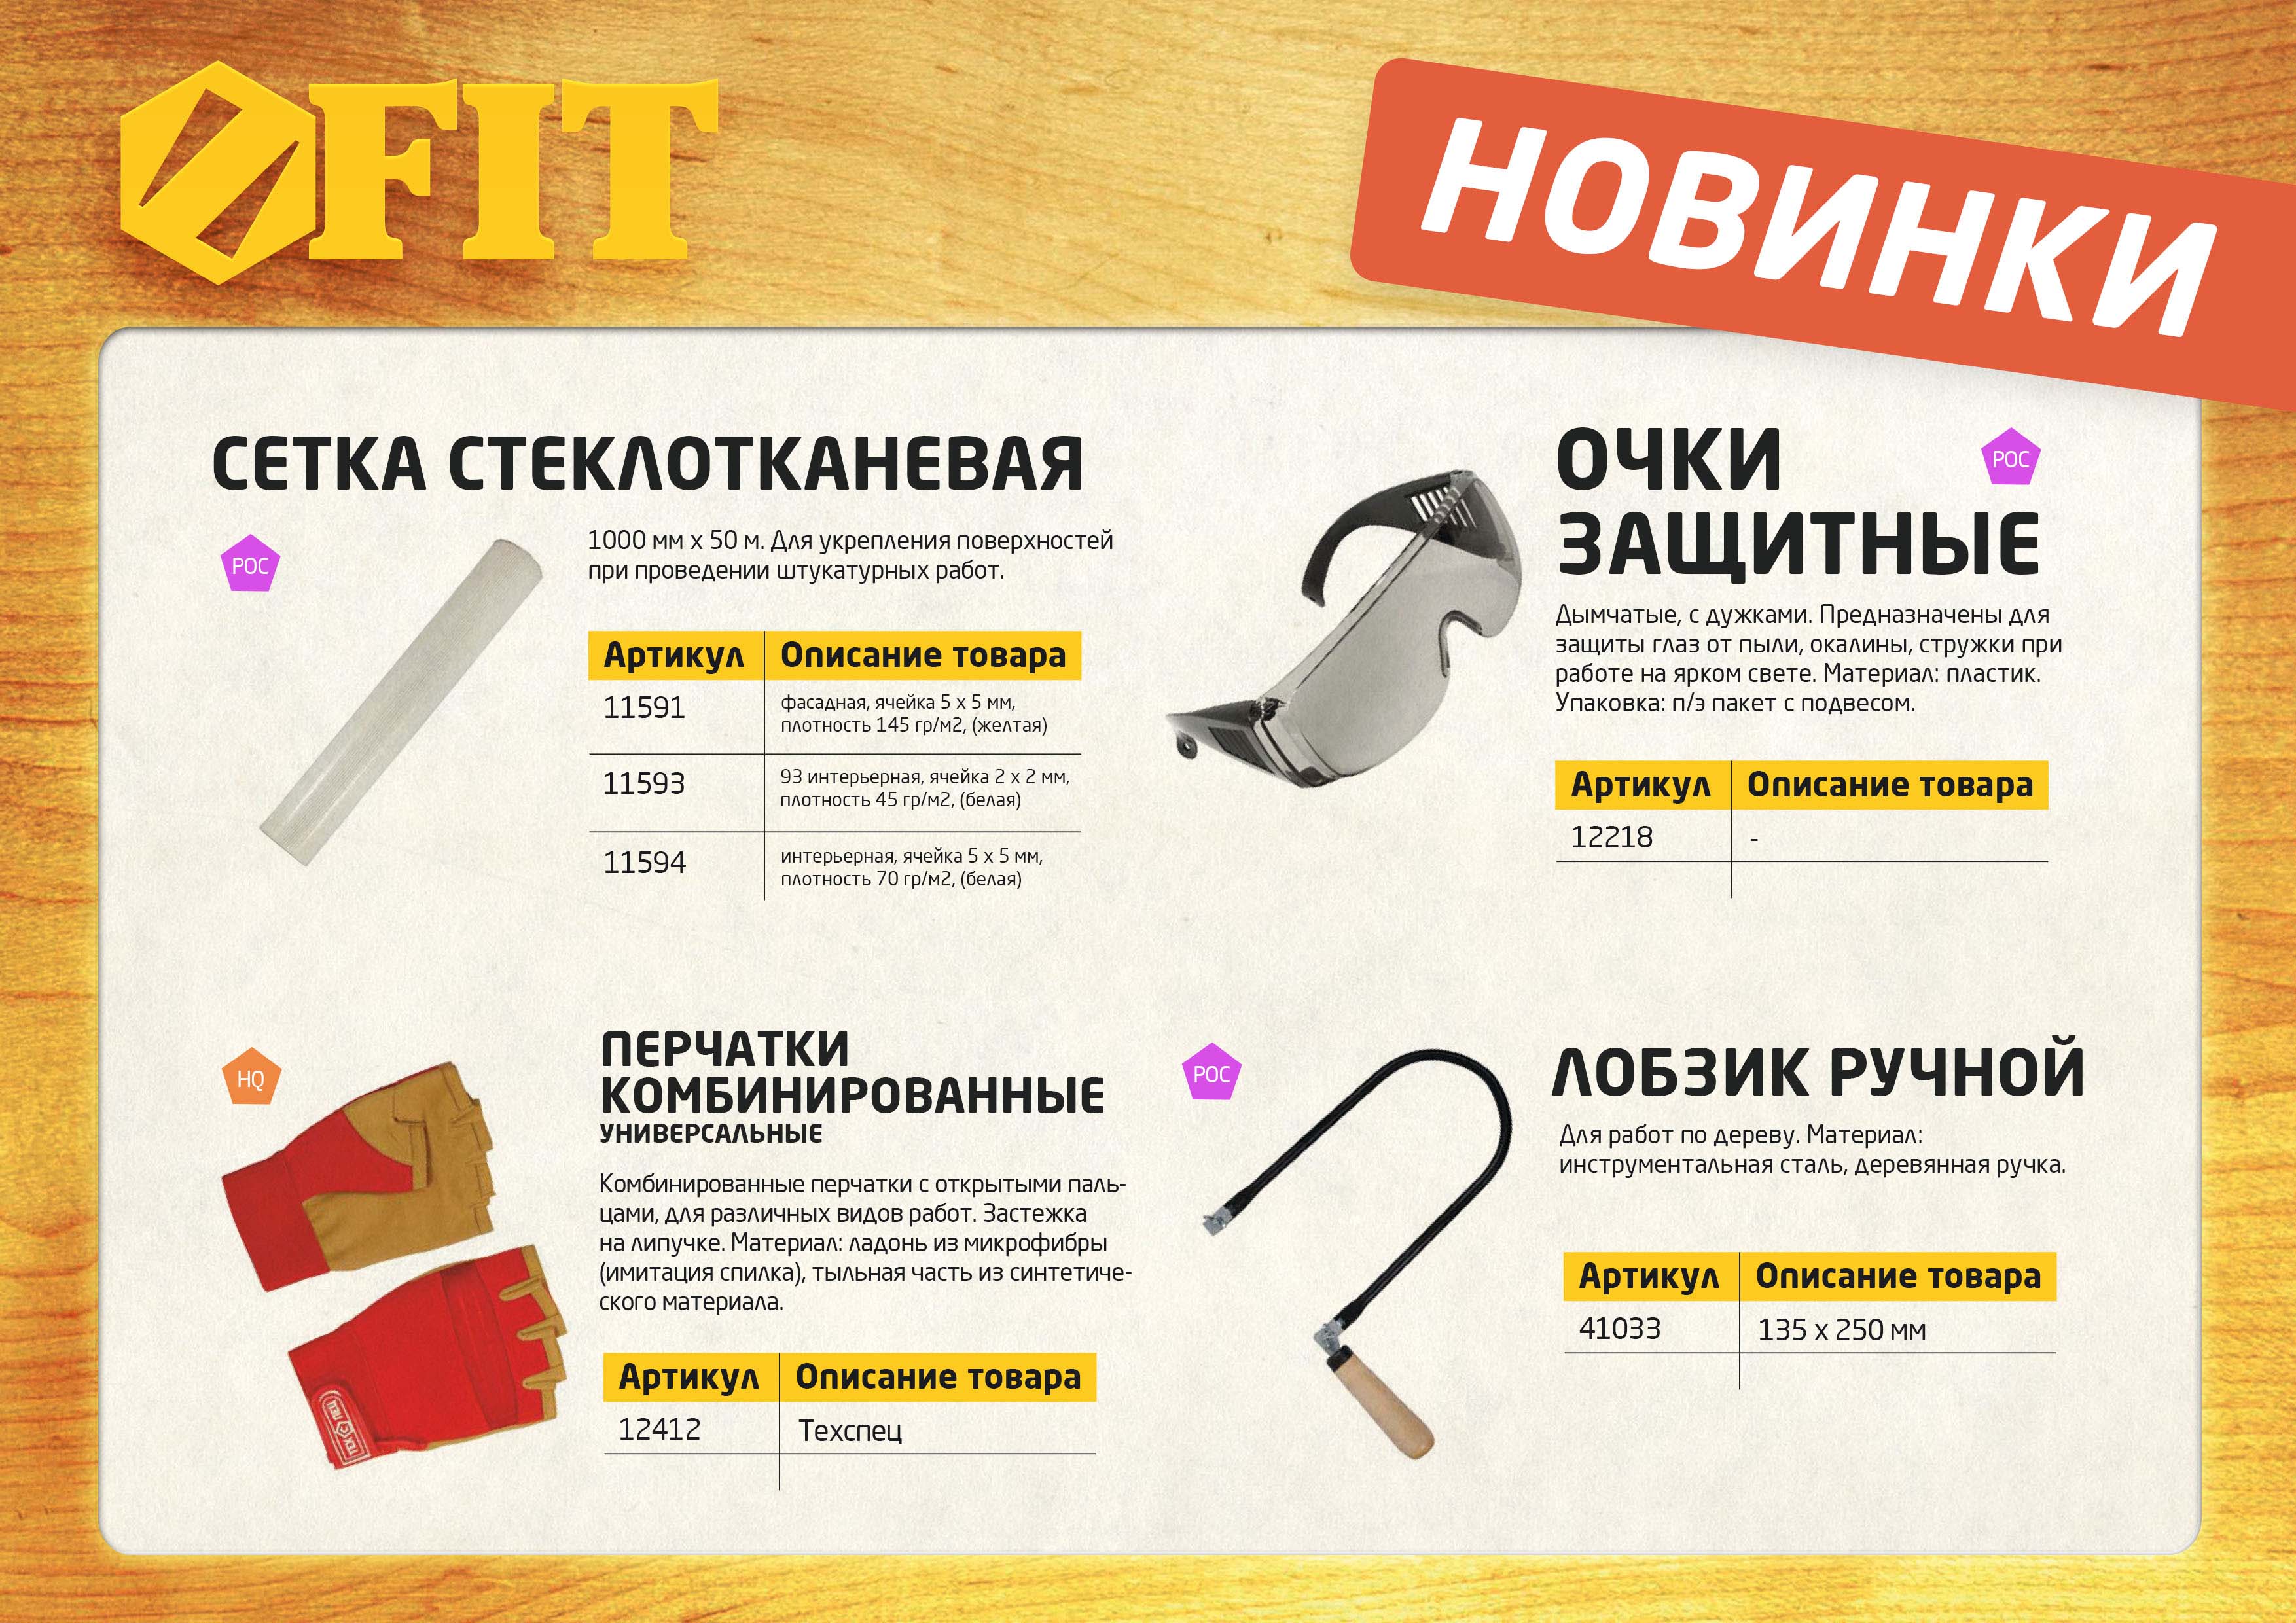 FIT
НОВИНКИ
СЕТКА СТЕКЛОТКАНЕВАЯ
РОС
1000 мм х 50 м. Для укрепления поверхностей
при проведении штукатурных работ.
Артикул Описание товара
11591 фасадная, ячейка 5 х 5 мм,
плотность 145 гр/м2, (желтая)
11593 93 интерьерная, ячейка 2 х 2 мм,
плотность 45 гр/м2, (белая)
11594 интерьерная, ячейка 5 х 5 мм,
плотность 70 гр/м2, (белая)
ОЧКИ
ЗАЩИТНЫЕ
РОС
Дымчатые, с дужками. Предназначены для
защиты глаз от пыли, окалины, стружки при
работе на ярком свете. Материал: пластик.
Упаковка: п/э пакет с подвесом.
Артикул Описание товара
12218 -
HQ
ПЕРЧАТКИ
КОМБИНИРОВАННЫЕ
УНИВЕРСАЛЬНЫЕ
Комбинированные перчатки с открытыми паль-
цами, для различных видов работ. Застежка
на липучке. Материал: ладонь из микрофибры
(имитация спилка), тыльная часть из синтетиче-
ского материала.
Артикул Описание товара
12412 Техспец
РОС
ЛОБЗИК РУЧНОЙ
Для работ по дереву. Материал:
инструментальная сталь, деревянная ручка.
Артикул Описание товара
41033 135 х 250 мм